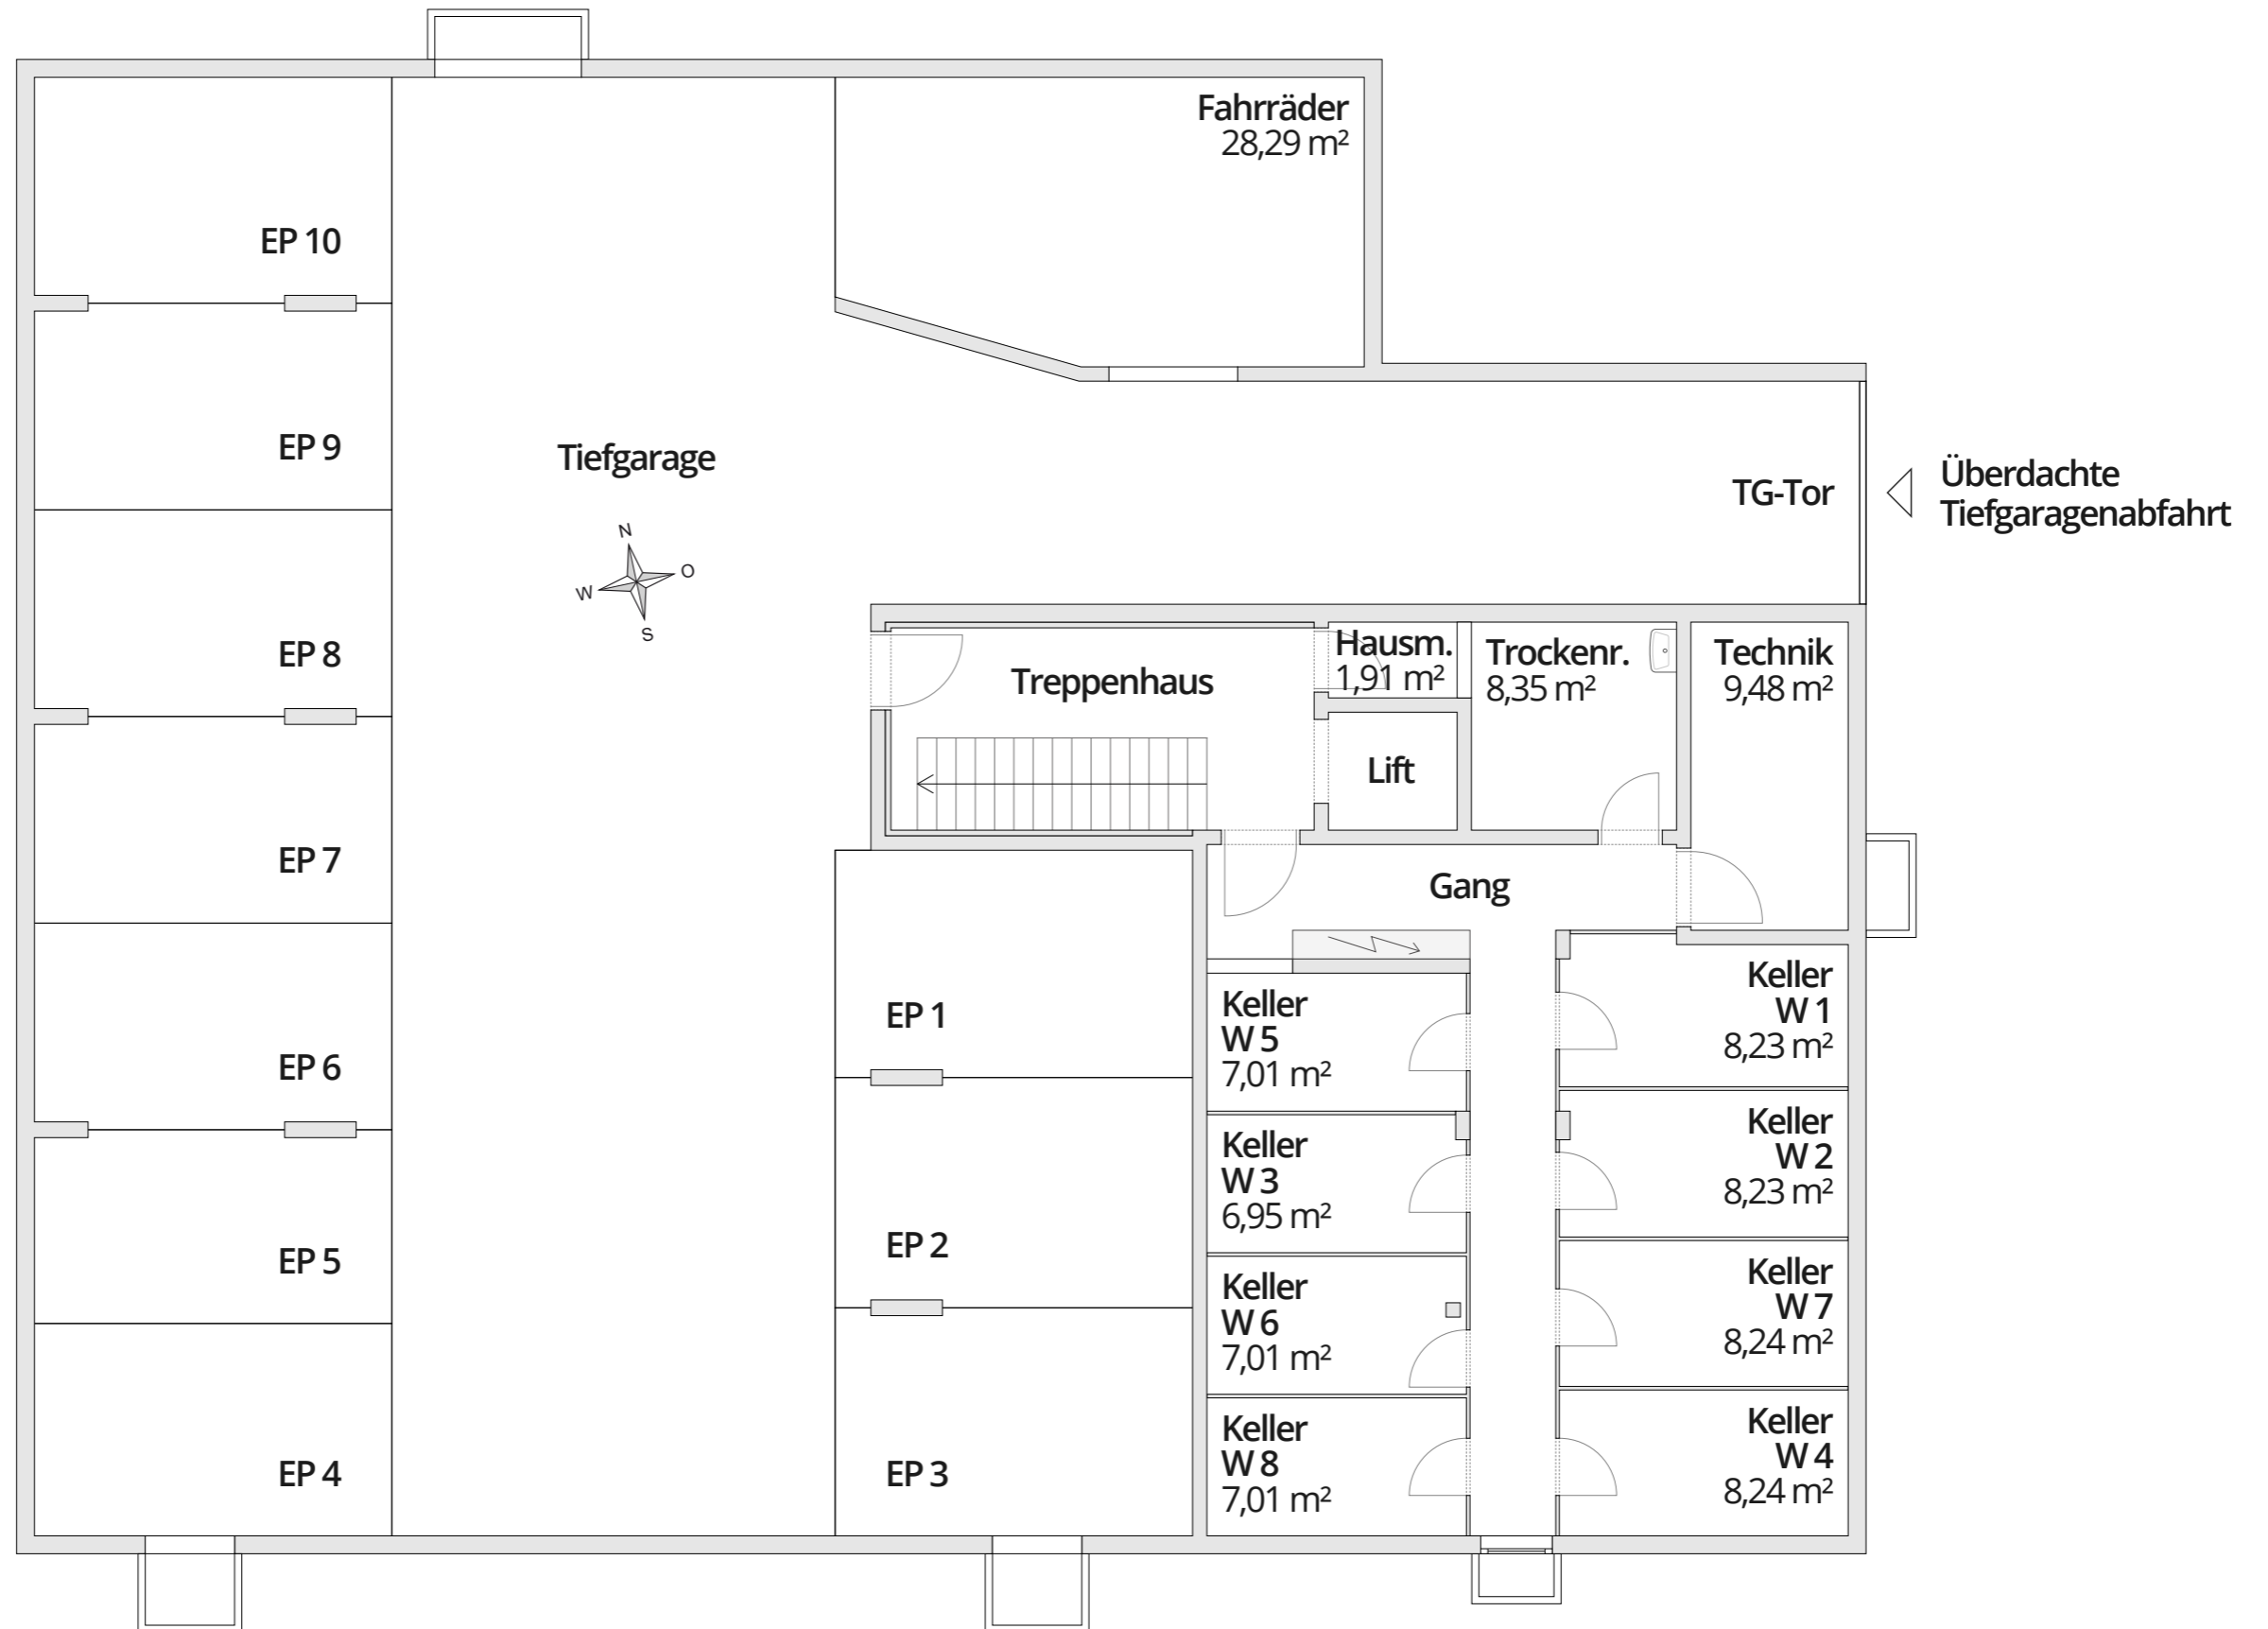 Fahrräder
28,29 m²
EP 10
EP 9
Tiefgarage
TG-Tor
Überdachte
Tiefgaragenabfahrt
N
O
W
S
EP 8
Treppenhaus
Hausm.
1,91 m²
Trockenr.
8,35 m²
Technik
9,48 m²
Lift
EP 7
Gang
EP 6
EP 5
EP 4
EP 1
EP 2
EP 3
Keller
W 5
7,01 m²
Keller
W 3
6,95 m²
Keller
W 6
7,01 m²
Keller
W 8
7,01 m²
Keller
W 1
8,23 m²
Keller
W 2
8,23 m²
Keller
W 7
8,24 m²
Keller
W 4
8,24 m²